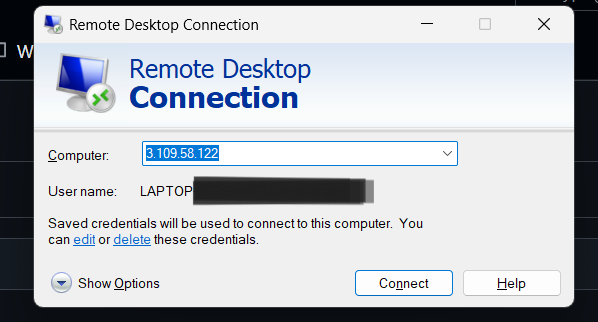 Remote Desktop Connection
W
Remote Desktop
Connection
Computer: 3.109.58.122
User name: LAPTOP
Saved credentials will be used to connect to this computer. You
can edit or delete these credentials.
Show Options Connect Help